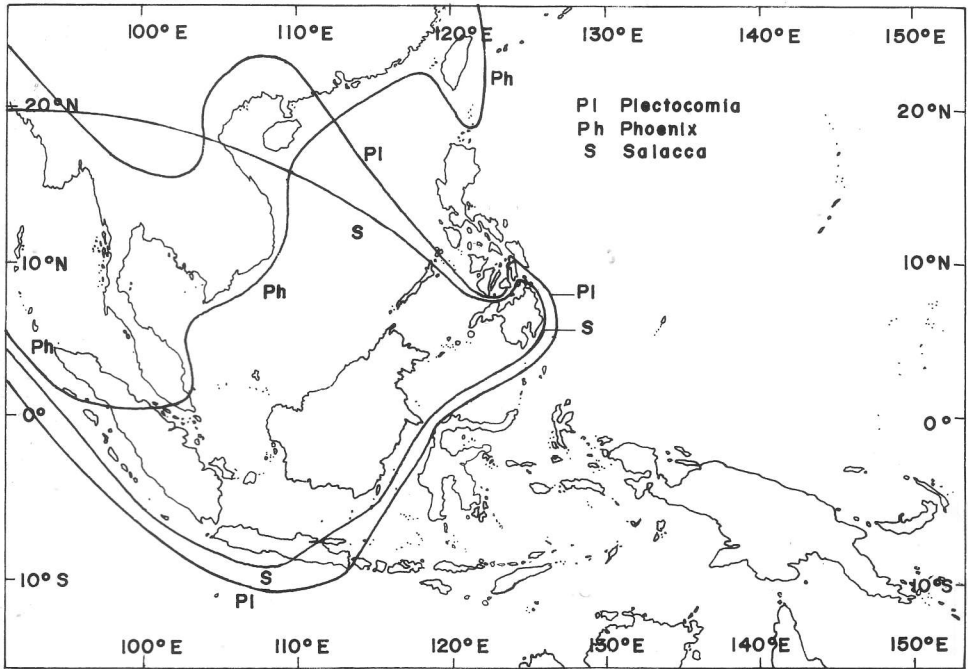 100°E 110°E 120°E 130°E 140°E 150°E
Ph
20°N 20°N
Pl Plectocomia
Ph Phoenix
S Salacca
Pl
S
10°N 10°N
Ph Pl
S
Ph
0° 0°
S
10°S 10°S
Pl
100°E 110°E 120°E 130°E 140°E 150°E